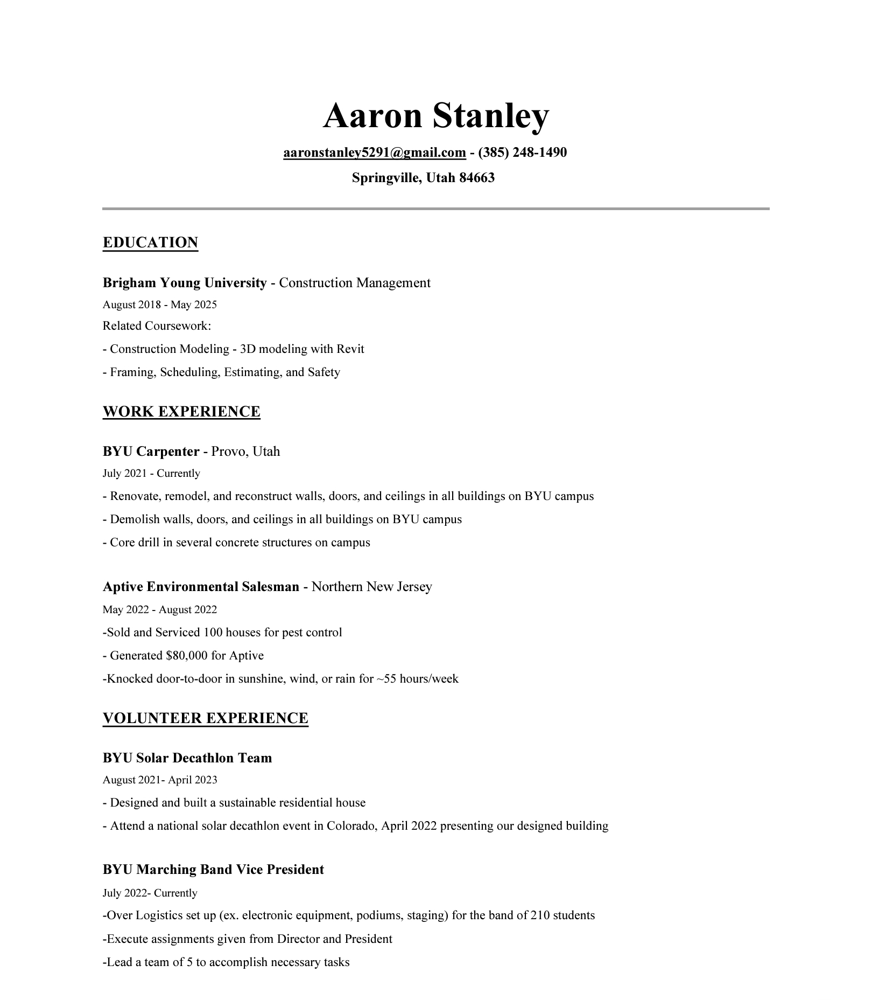 Aaron Stanley
aaronstanley5291@gmail.com - (385) 248-1490
Springville, Utah 84663
EDUCATION
Brigham Young University - Construction Management
August 2018 - May 2025
Related Coursework:
- Construction Modeling - 3D modeling with Revit
- Framing, Scheduling, Estimating, and Safety
WORK EXPERIENCE
BYU Carpenter - Provo, Utah
July 2021 - Currently
- Renovate, remodel, and reconstruct walls, doors, and ceilings in all buildings on BYU campus
- Demolish walls, doors, and ceilings in all buildings on BYU campus
- Core drill in several concrete structures on campus
Aptive Environmental Salesman - Northern New Jersey
May 2022 - August 2022
-Sold and Serviced 100 houses for pest control
- Generated $80,000 for Aptive
-Knocked door-to-door in sunshine, wind, or rain for ~55 hours/week
VOLUNTEER EXPERIENCE
BYU Solar Decathlon Team
August 2021- April 2023
- Designed and built a sustainable residential house
- Attend a national solar decathlon event in Colorado, April 2022 presenting our designed building
BYU Marching Band Vice President
July 2022- Currently
-Over Logistics set up (ex. electronic equipment, podiums, staging) for the band of 210 students
-Execute assignments given from Director and President
-Lead a team of 5 to accomplish necessary tasks